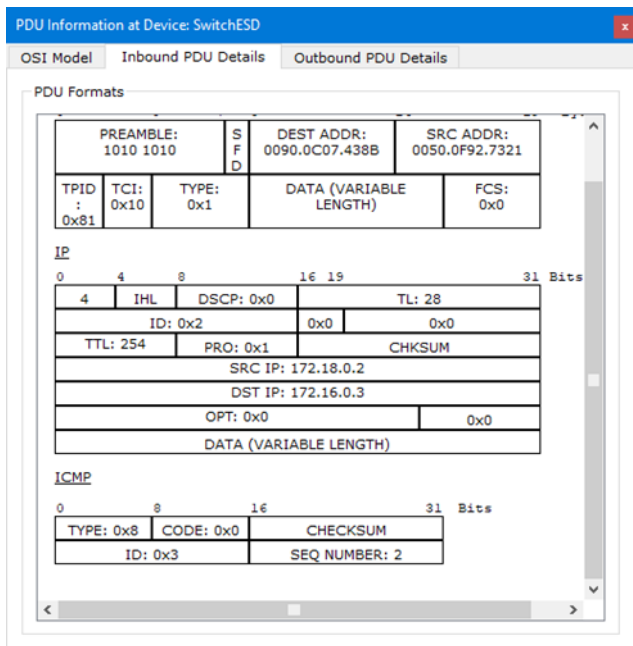 PDU Information at Device: SwitchESD
x
OSI Model Inbound PDU Details Outbound PDU Details
PDU Formats
PREAMBLE: 1010 1010
SFD
DEST ADDR: 0090.0C07.438B
SRC ADDR: 0050.0F92.7321
TPID: 0x81
TCI: 0x10
TYPE: 0x1
DATA (VARIABLE LENGTH)
FCS: 0x0
IP
0 4 8 16 19 31 Bits
4 IHL DSCP: 0x0 TL: 28
ID: 0x2 0x0 0x0
TTL: 254 PRO: 0x1 CHKSUM
SRC IP: 172.18.0.2
DST IP: 172.16.0.3
OPT: 0x0 0x0
DATA (VARIABLE LENGTH)
ICMP
0 8 16 31 Bits
TYPE: 0x8 CODE: 0x0 CHECKSUM
ID: 0x3 SEQ NUMBER: 2